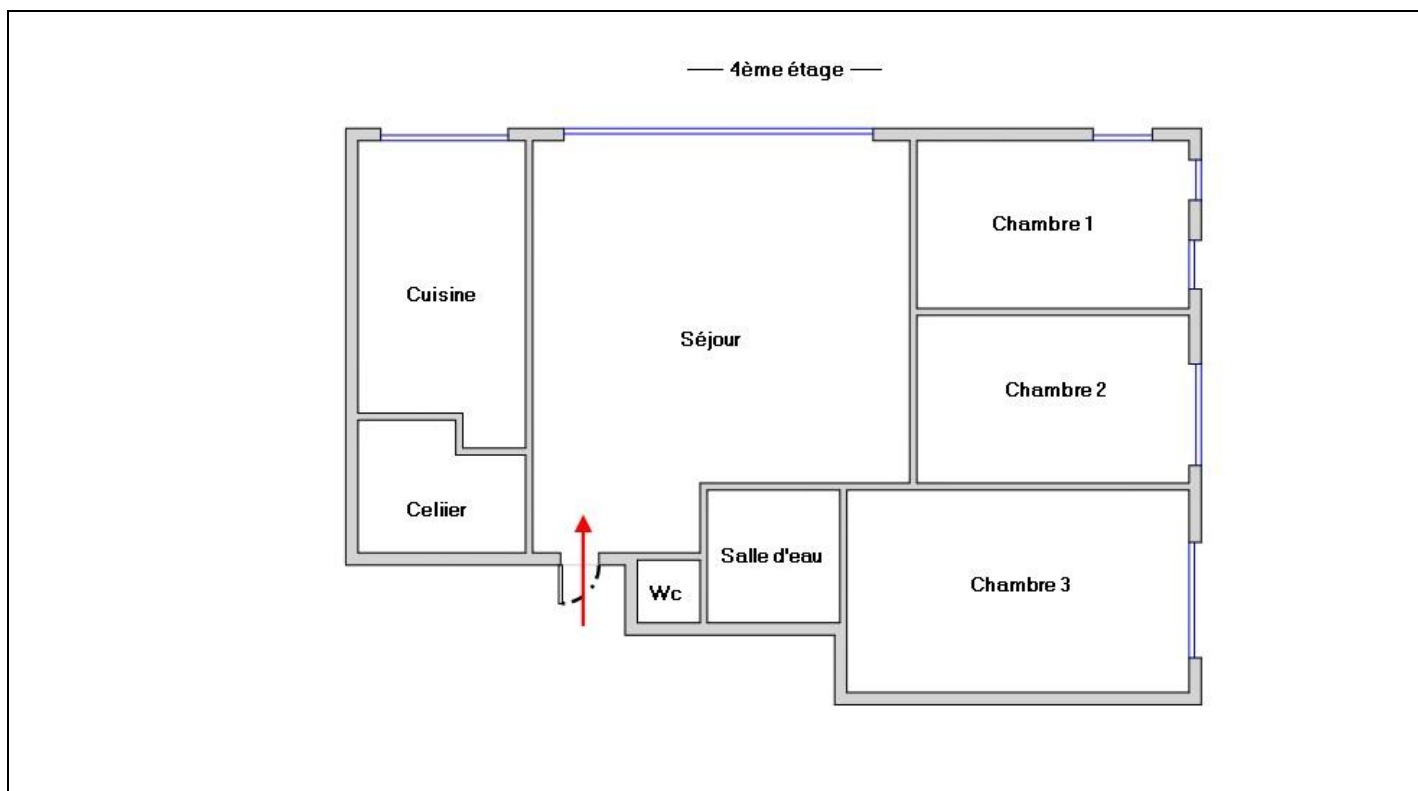 4ème étage
Chambre 1
Cuisine
Séjour
Chambre 2
Celiier
Salle d'eau
Wc
Chambre 3